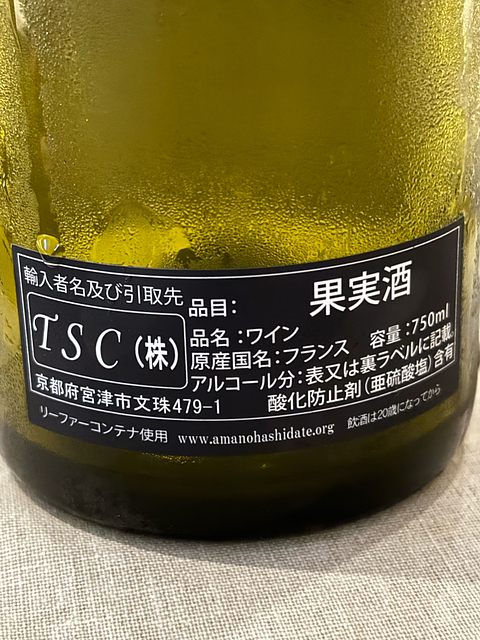 輸入者名及び引取先
TSC(株)
京都府宮津市文珠479-1
品目: 果実酒
品名:ワイン
原産国名:フランス 容量:750ml
アルコール分:表又は裏ラベルに記載
酸化防止剤(亜硫酸塩)含有
リーファーコンテナ使用 www.amanohashidate.org 飲酒は20歳になってから